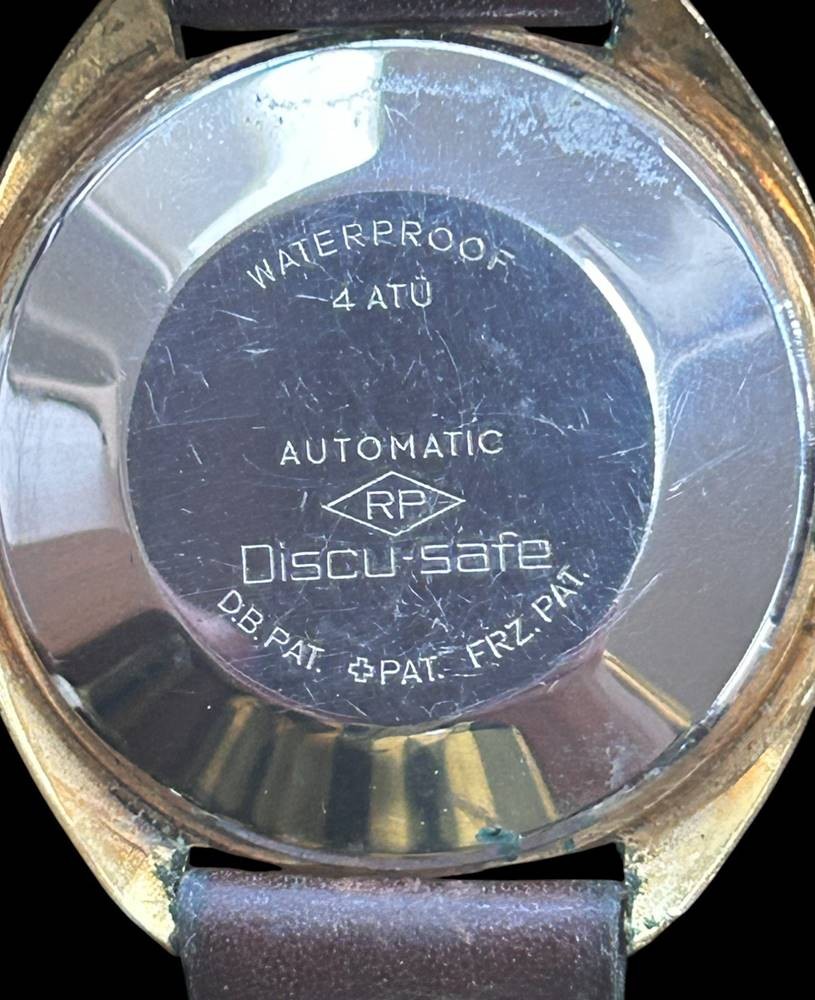 WATERPROOF
4 ATÜ
AUTOMATIC
RP
Discu-safe
D.B.PAT. ✚PAT. FRZ. PAT.